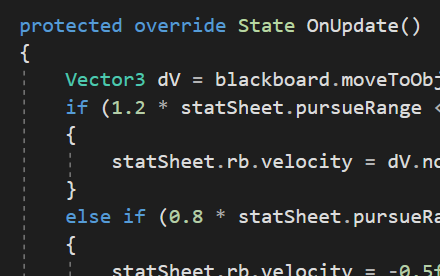 protected override State OnUpdate()
{
Vector3 dV = blackboard.moveToObj
if (1.2 * statSheet.pursueRange <
{
statSheet.rb.velocity = dV.no
}
else if (0.8 * statSheet.pursueRa
{
statSheet.rb.velocity = -0.5f